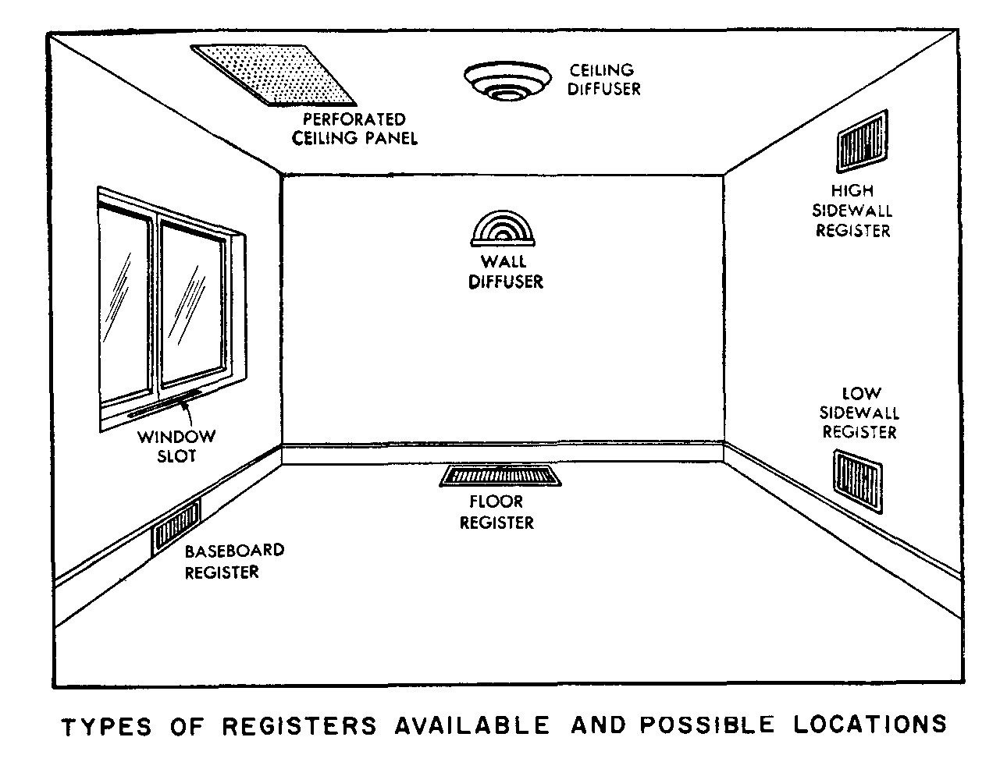 CEILING
DIFFUSER
PERFORATED
CEILING PANEL
HIGH
SIDEWALL
REGISTER
WALL
DIFFUSER
LOW
SIDEWALL
REGISTER
WINDOW
SLOT
FLOOR
REGISTER
BASEBOARD
REGISTER
TYPES OF REGISTERS AVAILABLE AND POSSIBLE LOCATIONS